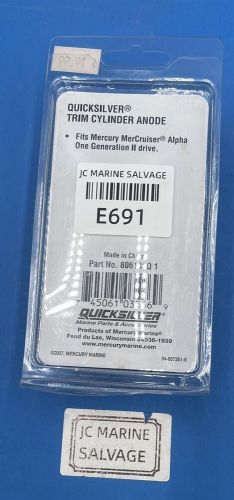 QUICKSILVER®
TRIM CYLINDER ANODE
• Fits Mercury MerCruiser® Alpha
One Generation II drive.
JC MARINE SALVAGE
E691
Made in China
Part No.
QUICKSILVER
Marine Parts & Accessories
Products of Mercury Marine®
Fond du Lac, Wisconsin 54936-1939
www.mercurymarine.com
©2007, MERCURY MARINE
JC MARINE
SALVAGE